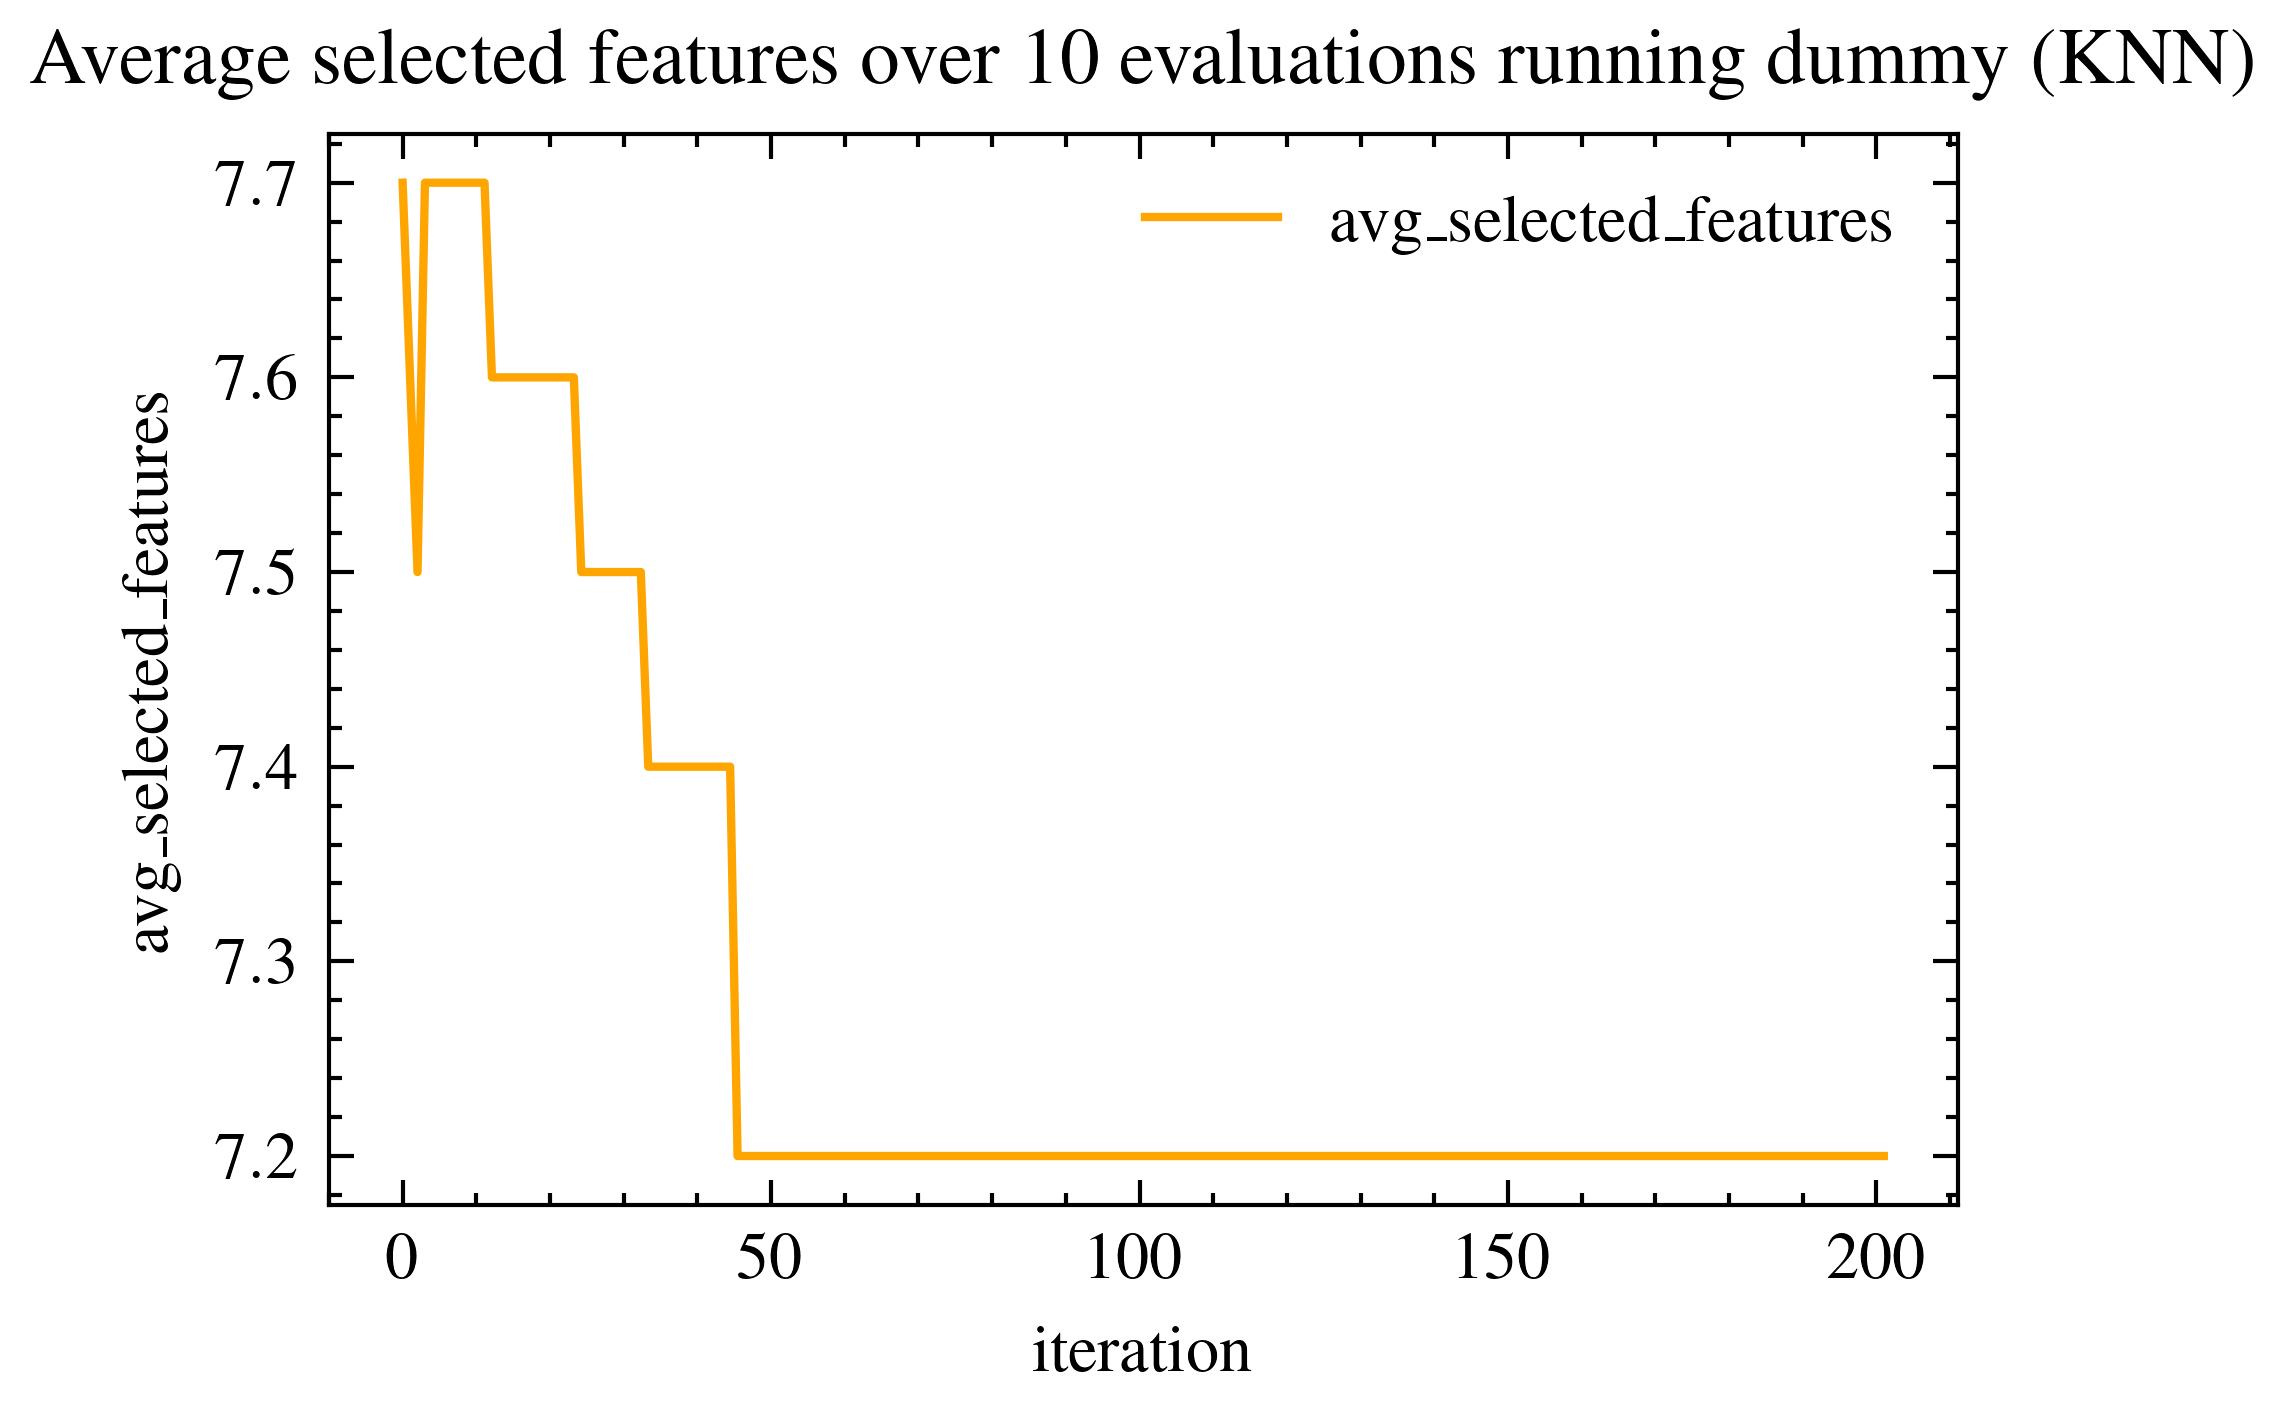 Average selected features over 10 evaluations running dummy (KNN)
avg_selected_features
7.7
7.6
7.5
7.4
7.3
7.2
avg_selected_features
0 50 100 150 200
iteration